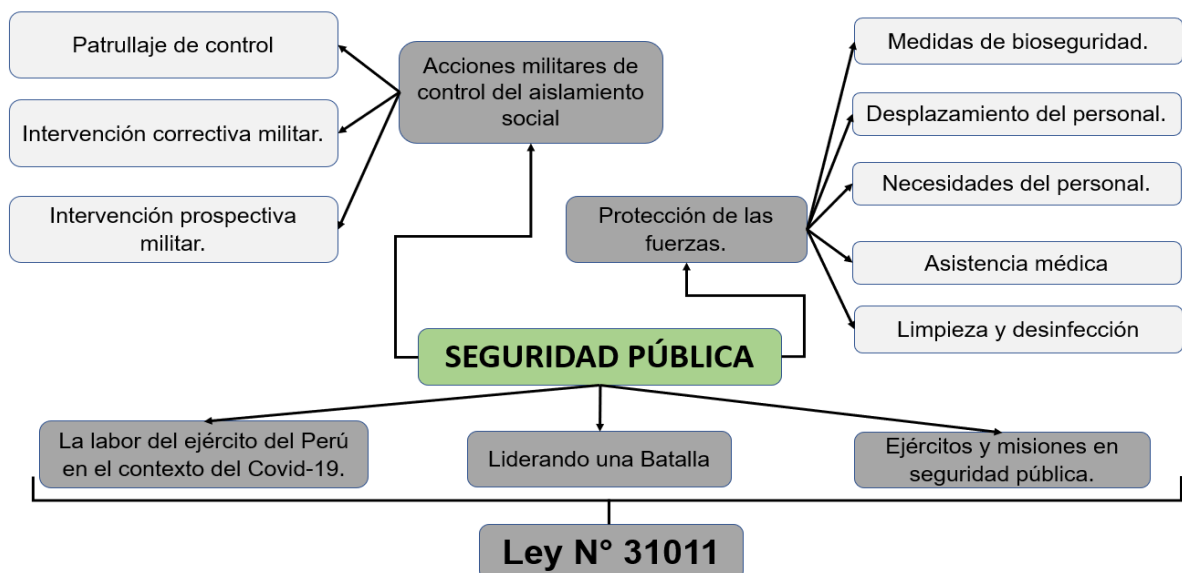 Patrullaje de control
Intervención correctiva militar.
Intervención prospectiva
militar.
Acciones militares de
control del aislamiento
social
Protección de las
fuerzas.
Medidas de bioseguridad.
Desplazamiento del personal.
Necesidades del personal.
Asistencia médica
Limpieza y desinfección
SEGURIDAD PÚBLICA
La labor del ejército del Perú
en el contexto del Covid-19.
Liderando una Batalla
Ejércitos y misiones en
seguridad pública.
Ley N° 31011